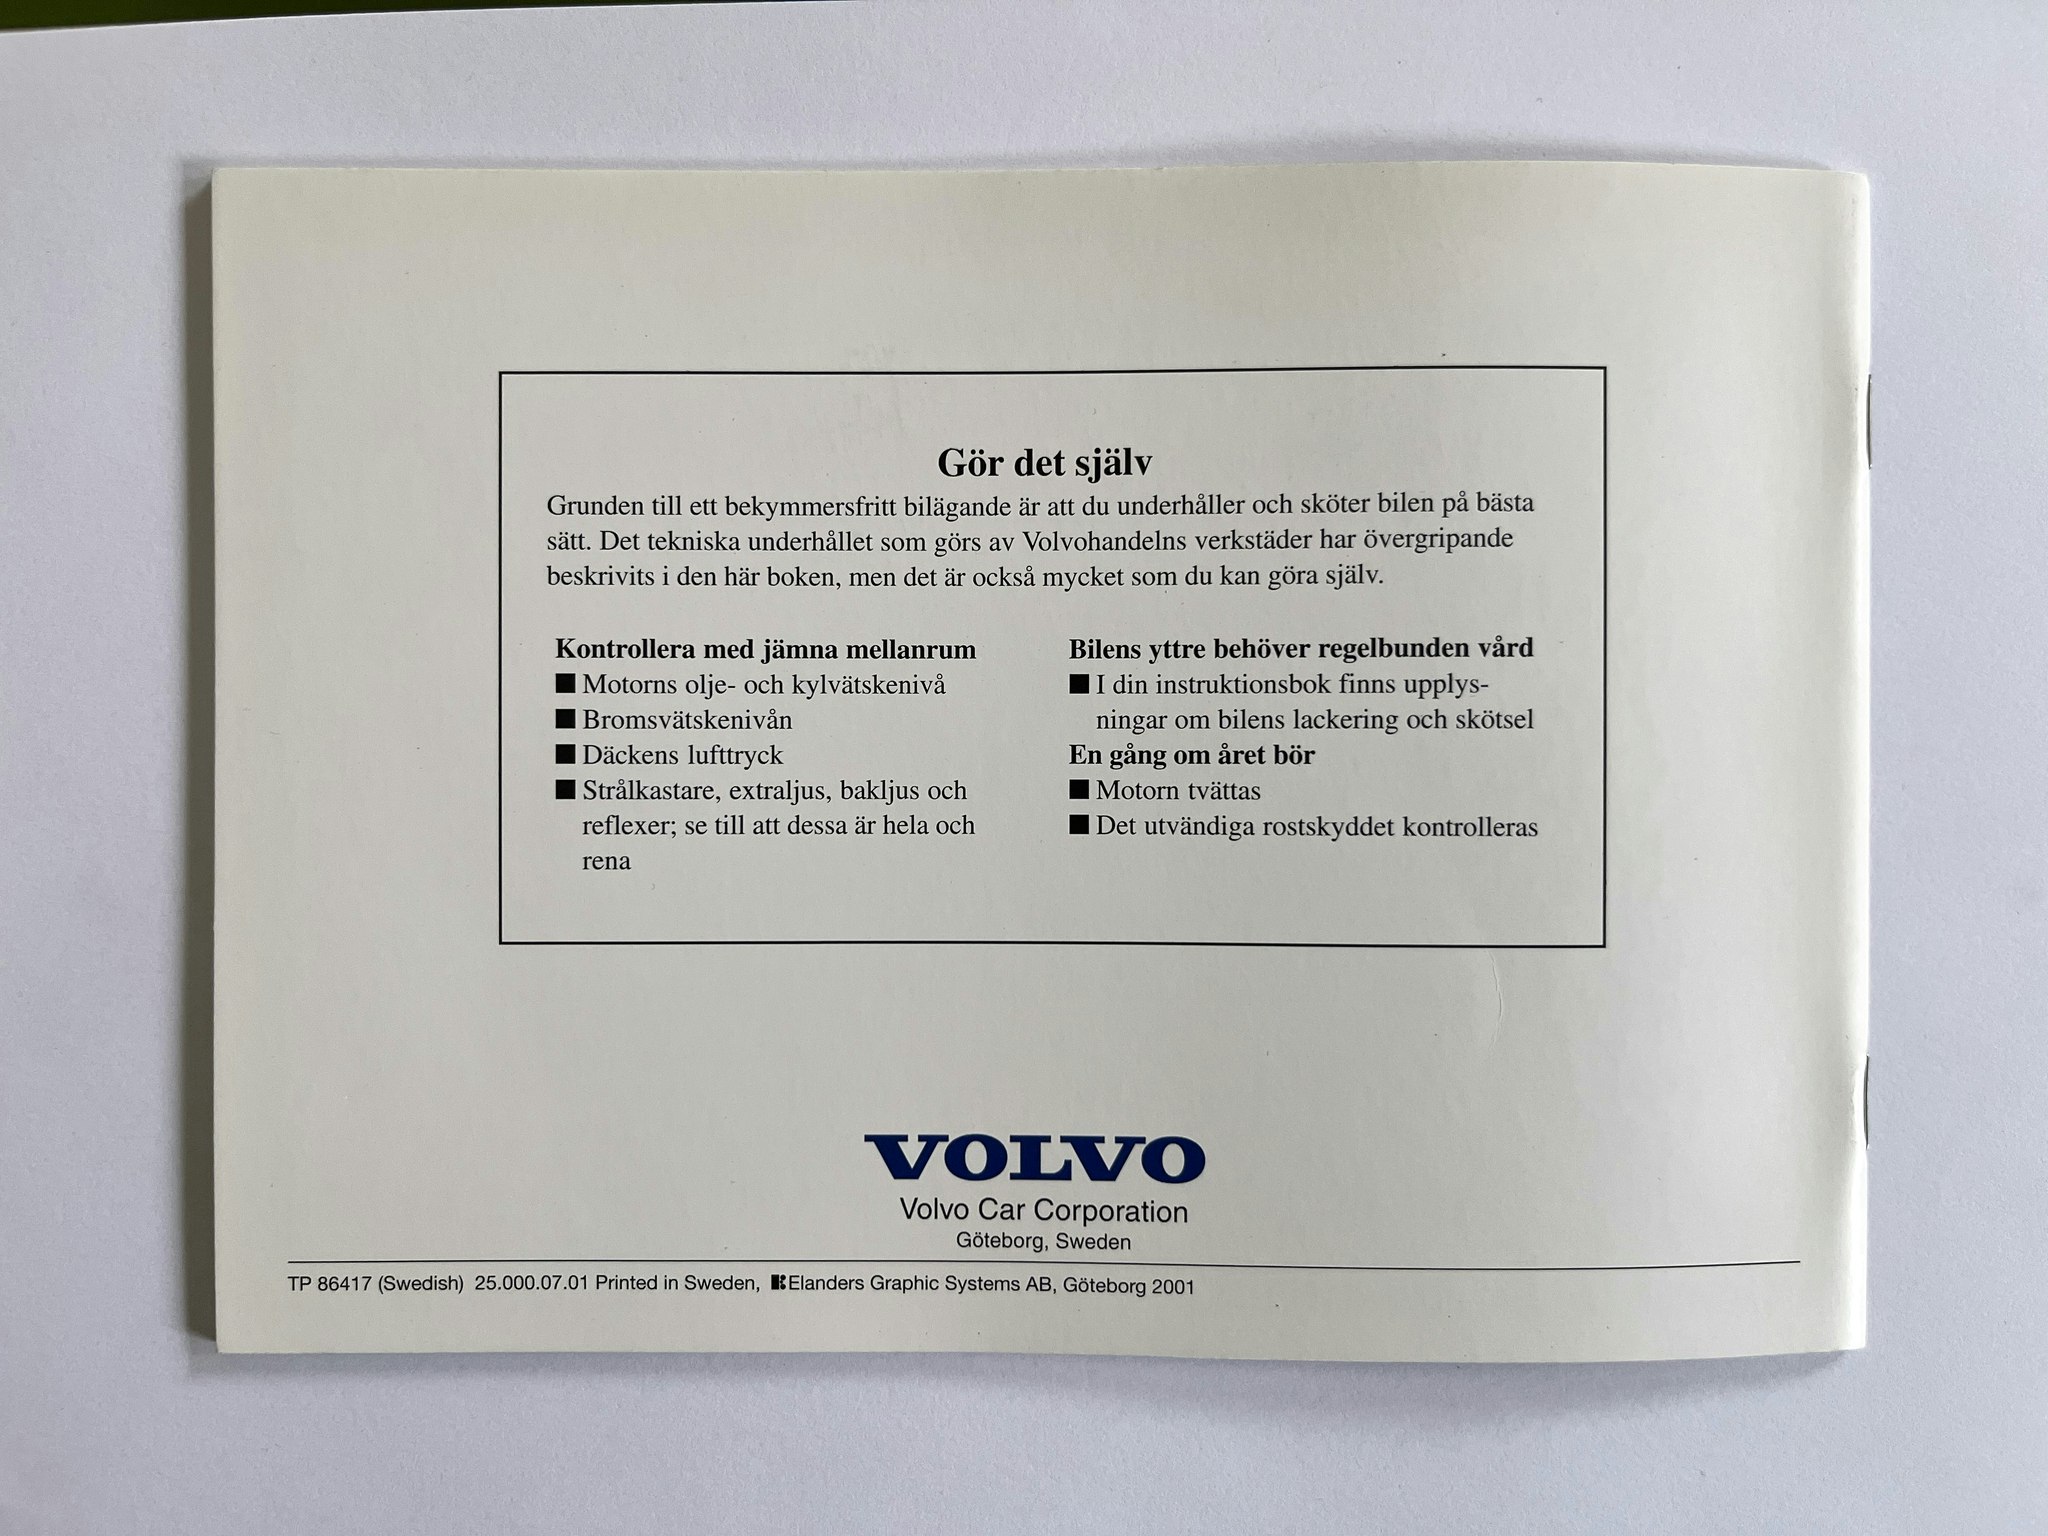 Gör det själv
Grunden till ett bekymmersfritt bilägande är att du underhåller och sköter bilen på bästa
sätt. Det tekniska underhållet som görs av Volvohandelns verkstäder har övergripande
beskrivits i den här boken, men det är också mycket som du kan göra själv.
Kontrollera med jämna mellanrum
■ Motorns olje- och kylvätskenivå
■ Bromsvätskenivån
■ Däckens lufttryck
■ Strålkastare, extraljus, bakljus och
reflexer; se till att dessa är hela och
rena
Bilens yttre behöver regelbunden vård
■ I din instruktionsbok finns upplys-
ningar om bilens lackering och skötsel
En gång om året bör
■ Motorn tvättas
■ Det utvändiga rostskyddet kontrolleras
VOLVO
Volvo Car Corporation
Göteborg, Sweden
TP 86417 (Swedish) 25.000.07.01 Printed in Sweden, Elanders Graphic Systems AB, Göteborg 2001